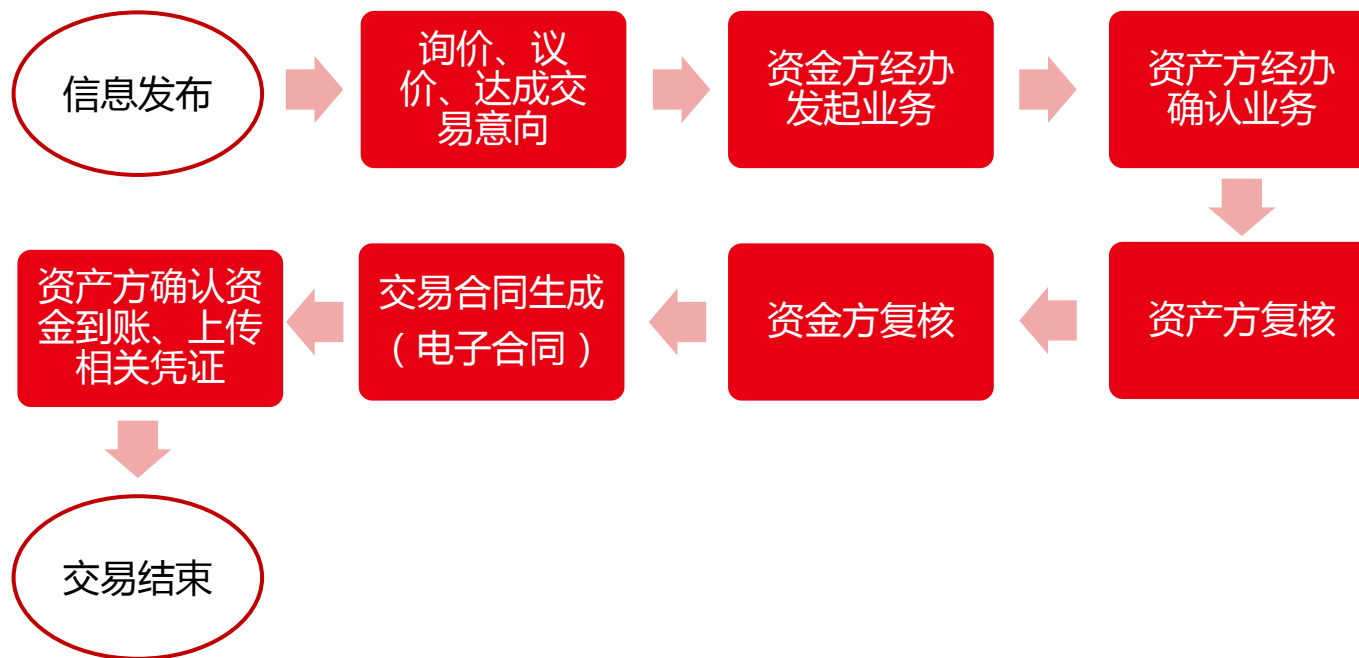 信息发布
询价、议
价、达成交
易意向
资金方经办
发起业务
资产方经办
确认业务
资产方复核
资金方复核
交易合同生成
（电子合同）
资产方确认资
金到账、上传
相关凭证
交易结束